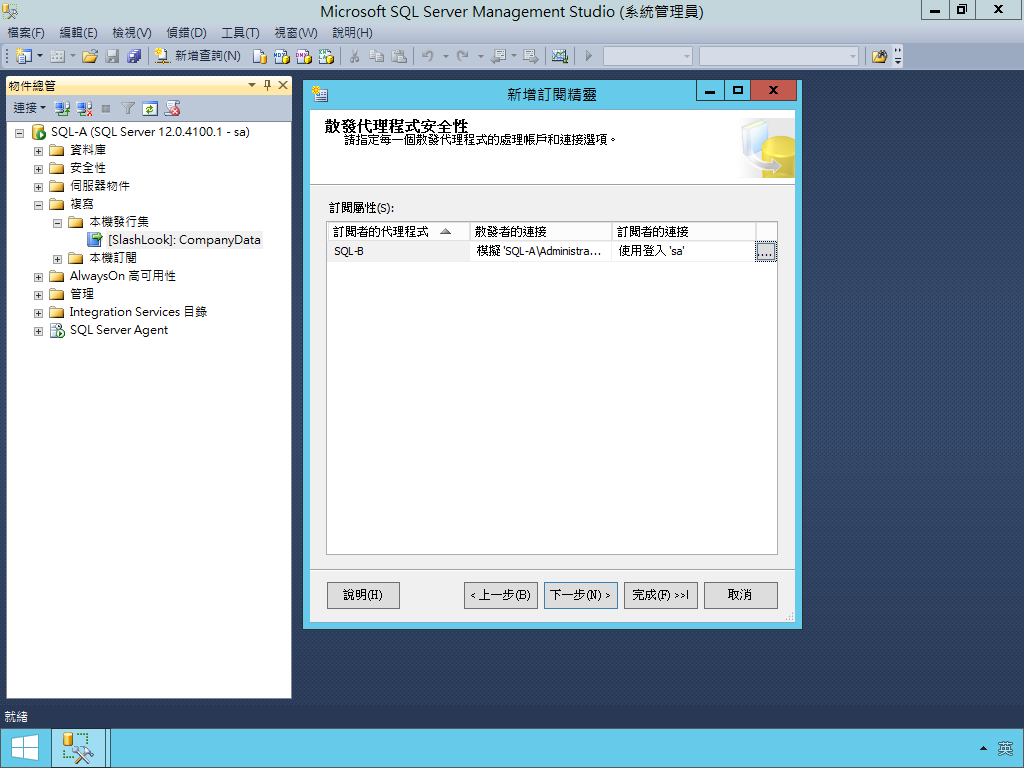 Microsoft SQL Server Management Studio (系統管理員)
檔案(F) 編輯(E) 檢視(V) 偵錯(D) 工具(T) 視窗(W) 說明(H)
新增查詢(N)
物件總管
連接
SQL-A (SQL Server 12.0.4100.1 - sa)
資料庫
安全性
伺服器物件
複寫
本機發行集
[SlashLook]: CompanyData
本機訂閱
AlwaysOn 高可用性
管理
Integration Services 目錄
SQL Server Agent
新增訂閱精靈
散發代理程式安全性
請指定每一個散發代理程式的處理帳戶和連接選項。
訂閱屬性(S):
訂閱者的代理程式 散發者的連接 訂閱者的連接
SQL-B 模擬 'SQL-A\Administra... 使用登入 'sa' ...
說明(H) < 上一步(B) 下一步(N) > 完成(F) >>| 取消
就緒
英